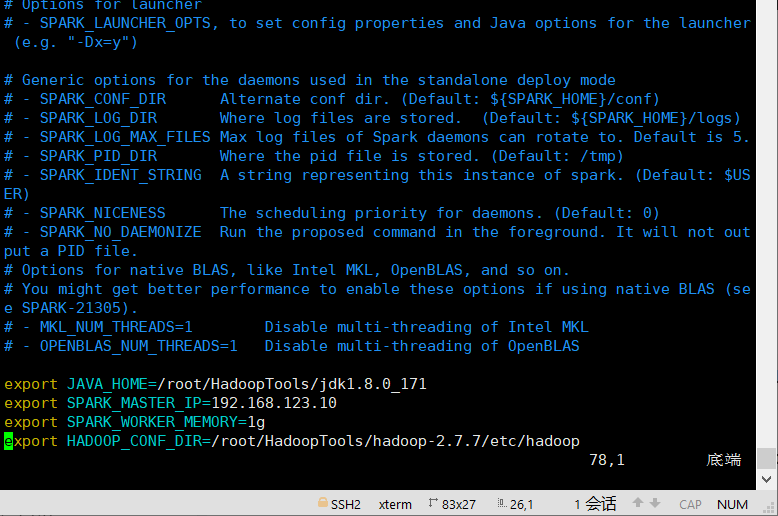 # Options for launcher
# - SPARK_LAUNCHER_OPTS, to set config properties and Java options for the launcher
 (e.g. "-Dx=y")
# Generic options for the daemons used in the standalone deploy mode
# - SPARK_CONF_DIR      Alternate conf dir. (Default: ${SPARK_HOME}/conf)
# - SPARK_LOG_DIR       Where log files are stored.  (Default: ${SPARK_HOME}/logs)
# - SPARK_LOG_MAX_FILES Max log files of Spark daemons can rotate to. Default is 5.
# - SPARK_PID_DIR       Where the pid file is stored. (Default: /tmp)
# - SPARK_IDENT_STRING  A string representing this instance of spark. (Default: $US
ER)
# - SPARK_NICENESS      The scheduling priority for daemons. (Default: 0)
# - SPARK_NO_DAEMONIZE  Run the proposed command in the foreground. It will not out
put a PID file.
# Options for native BLAS, like Intel MKL, OpenBLAS, and so on.
# You might get better performance to enable these options if using native BLAS (se
e SPARK-21305).
# - MKL_NUM_THREADS=1        Disable multi-threading of Intel MKL
# - OPENBLAS_NUM_THREADS=1   Disable multi-threading of OpenBLAS
export JAVA_HOME=/root/HadoopTools/jdk1.8.0_171
export SPARK_MASTER_IP=192.168.123.10
export SPARK_WORKER_MEMORY=1g
export HADOOP_CONF_DIR=/root/HadoopTools/hadoop-2.7.7/etc/hadoop
78,1 底端
SSH2 xterm 83x27 26,1 1 会话 CAP NUM